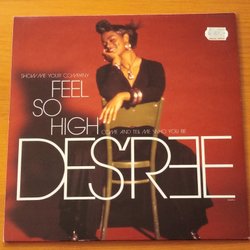 SHOW ME YOUR COMPANY
FEEL
SO
HIGH
COME AND TELL ME WHO YOU BE
DES'REE